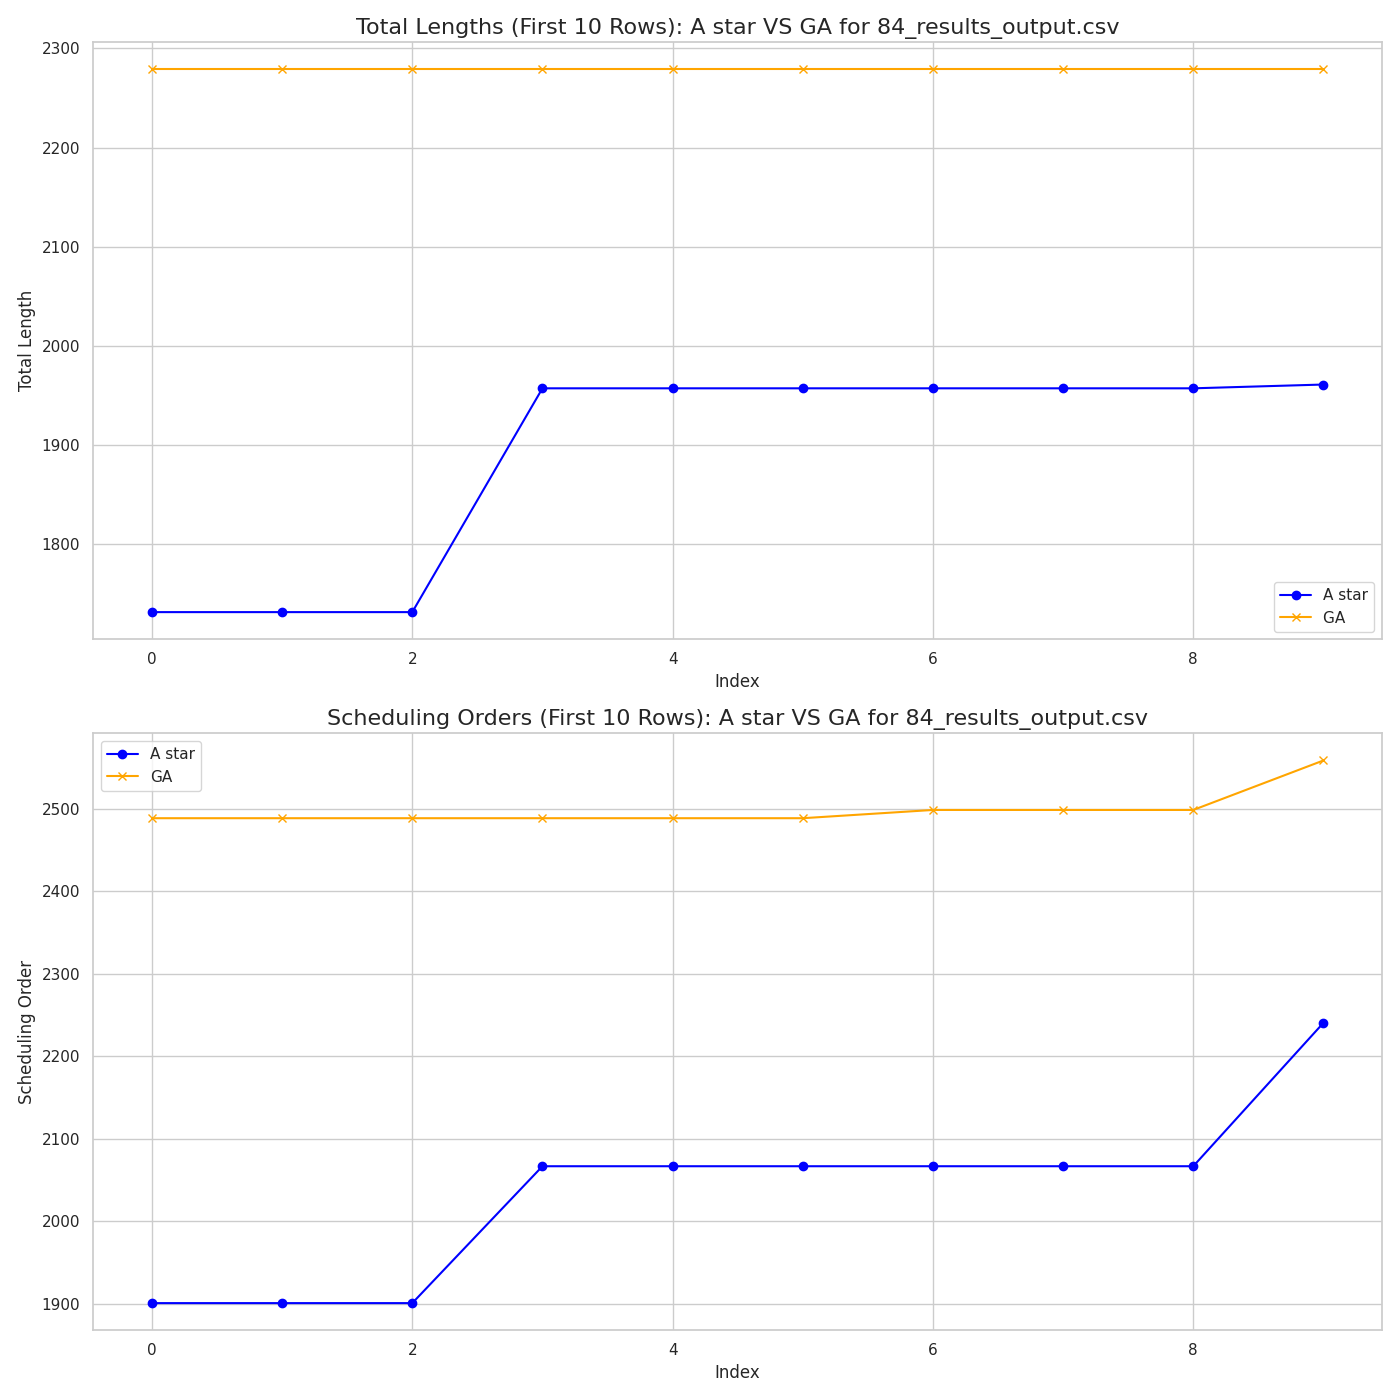 Total Lengths (First 10 Rows): A star VS GA for 84_results_output.csv
2300
2200
2100
2000
1900
1800
Total Length
A star
GA
0 2 4 6 8
Index
Scheduling Orders (First 10 Rows): A star VS GA for 84_results_output.csv
A star
GA
2500
2400
2300
2200
2100
2000
1900
Scheduling Order
0 2 4 6 8
Index